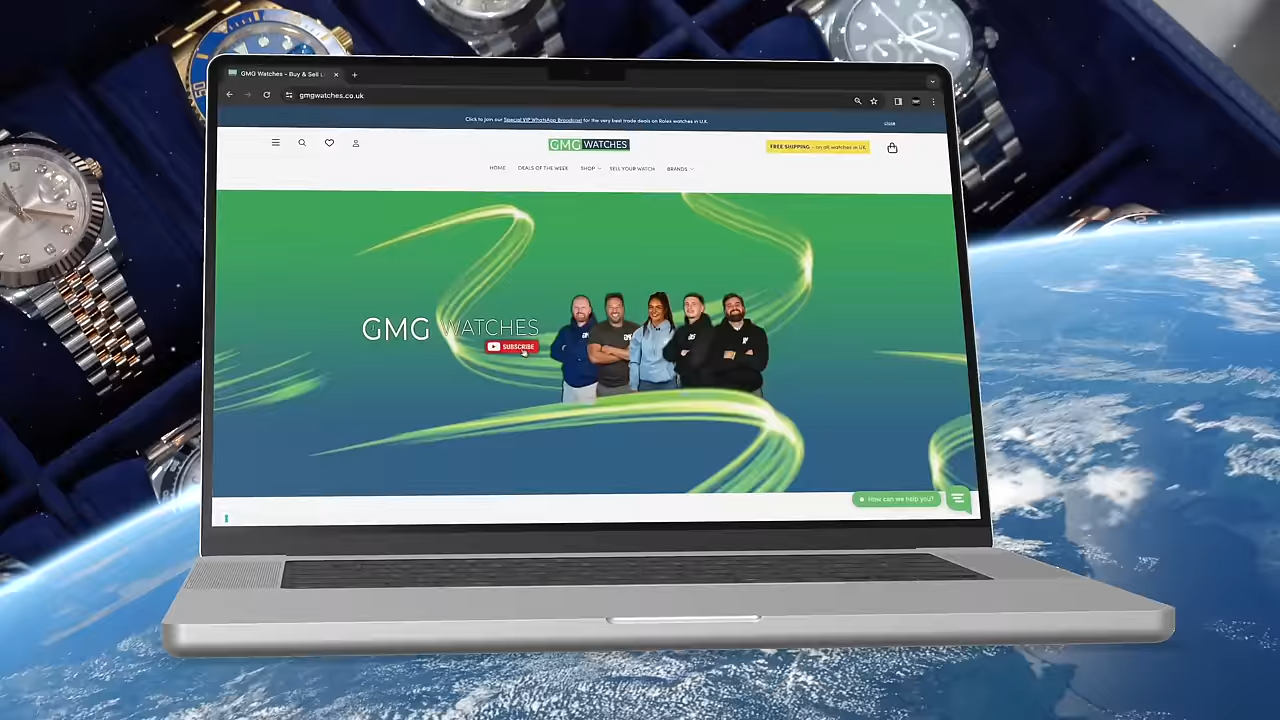 GMG Watches - Buy & Sell L
gmgwatches.co.uk
Click to join our Special VIP WhatsApp Broadcast for the very best trade deals on Rolex watches in U.K.
close
GMG WATCHES
FREE SHIPPING - on all watches in UK
HOME DEALS OF THE WEEK SHOP SELL YOUR WATCH BRANDS
GMG WATCHES
SUBSCRIBE
How can we help you?